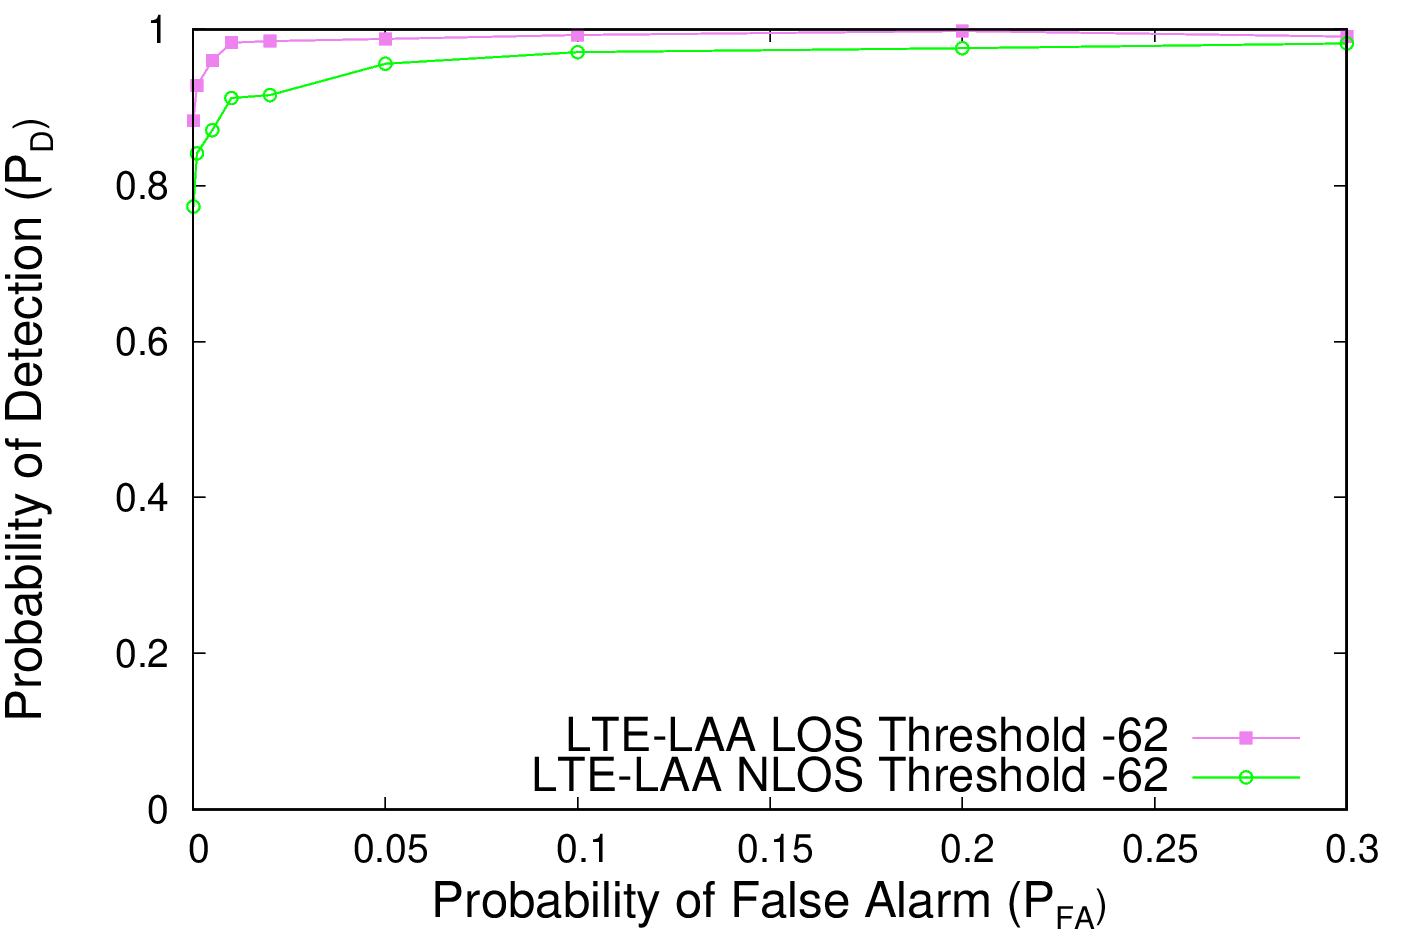 Probability of Detection (PD)
1
0.8
0.6
0.4
0.2
0
LTE-LAA LOS Threshold -62
LTE-LAA NLOS Threshold -62
0 0.05 0.1 0.15 0.2 0.25 0.3
Probability of False Alarm (PFA)